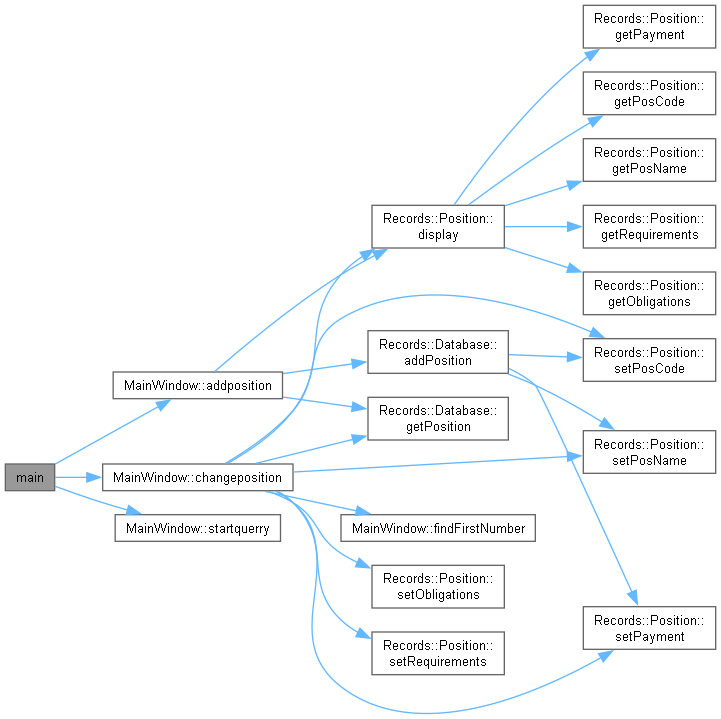 Records::Position::
getPayment
Records::Position::
getPosCode
Records::Position::
getPosName
Records::Position::
display
Records::Position::
getRequirements
Records::Position::
getObligations
Records::Database::
addPosition
Records::Position::
setPosCode
MainWindow::addposition
Records::Database::
getPosition
Records::Position::
setPosName
main
MainWindow::changeposition
MainWindow::startquerry
MainWindow::findFirstNumber
Records::Position::
setObligations
Records::Position::
setPayment
Records::Position::
setRequirements